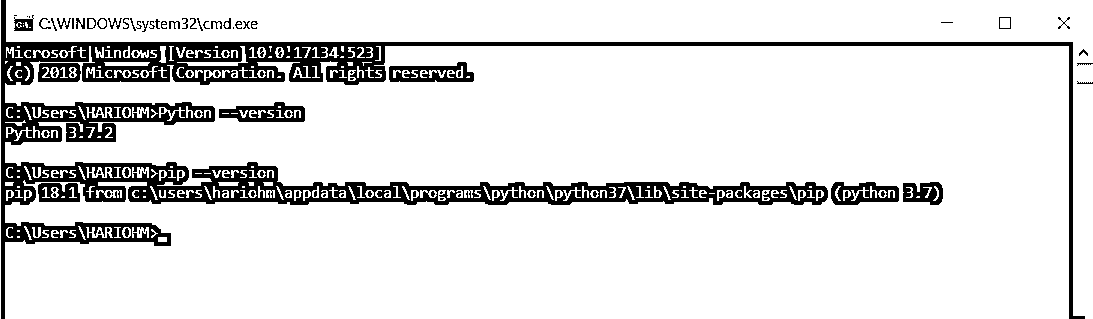 C:\WINDOWS\system32\cmd.exe
Microsoft Windows [Version 10.0.17134.523]
(c) 2018 Microsoft Corporation. All rights reserved.
C:\Users\HARIOHM>Python --version
Python 3.7.2
C:\Users\HARIOHM>pip --version
pip 18.1 from c:\users\hariohm\appdata\local\programs\python\python37\lib\site-packages\pip (python 3.7)
C:\Users\HARIOHM>